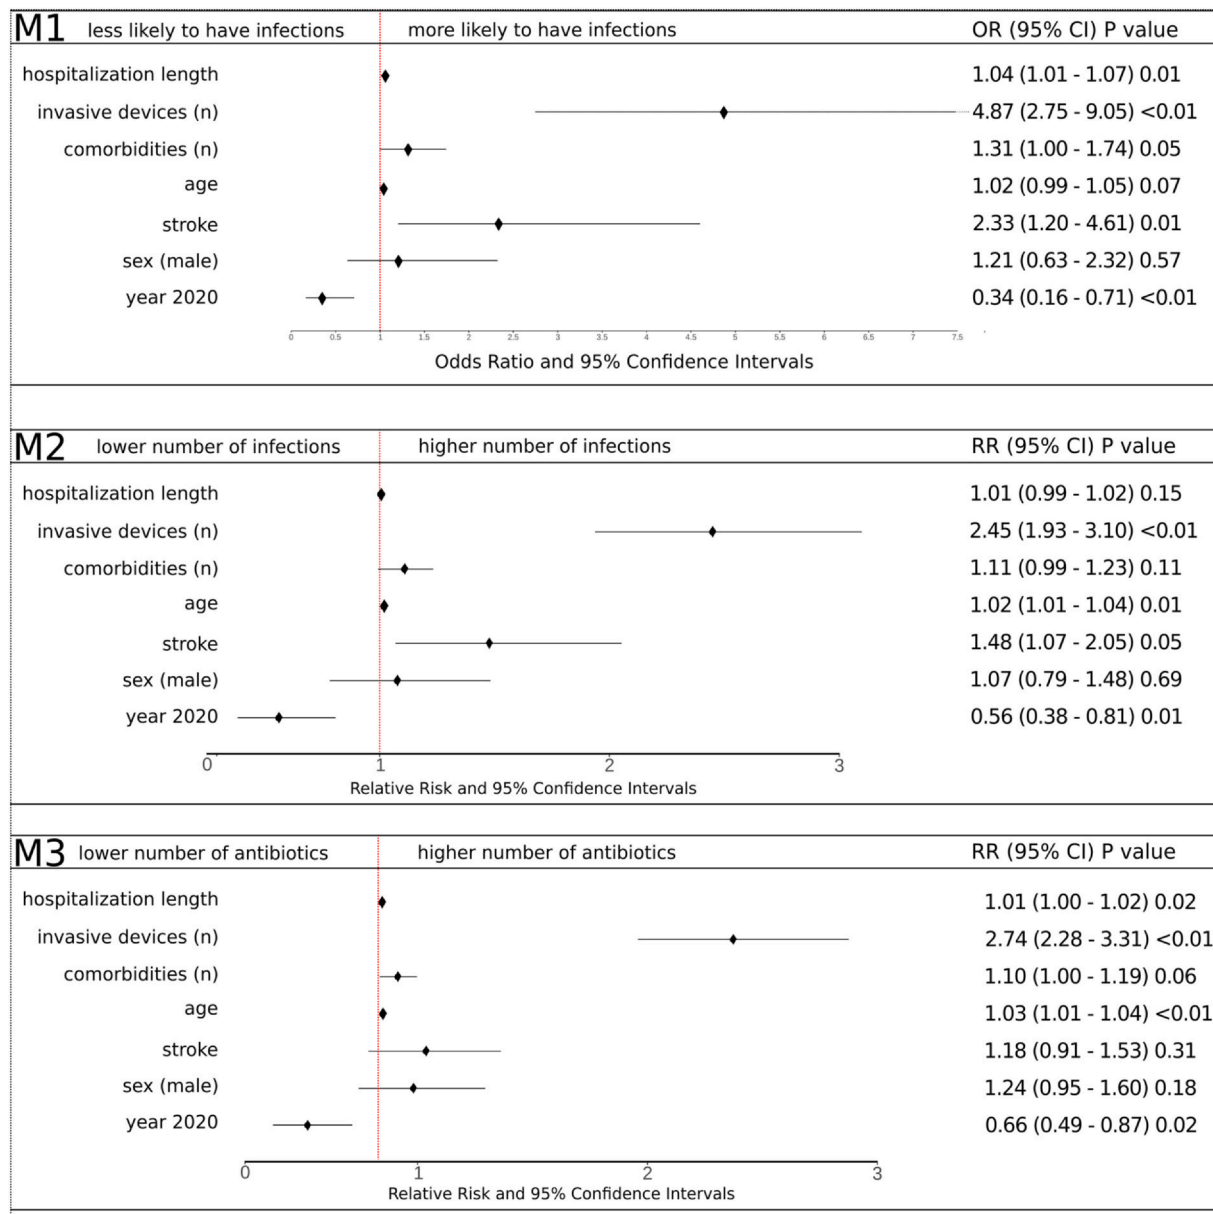 M1 less likely to have infections more likely to have infections OR (95% CI) P value
hospitalization length 1.04 (1.01 - 1.07) 0.01
invasive devices (n) 4.87 (2.75 - 9.05) <0.01
comorbidities (n) 1.31 (1.00 - 1.74) 0.05
age 1.02 (0.99 - 1.05) 0.07
stroke 2.33 (1.20 - 4.61) 0.01
sex (male) 1.21 (0.63 - 2.32) 0.57
year 2020 0.34 (0.16 - 0.71) <0.01
0 0.5 1 1.5 2 2.5 3 3.5 4 4.5 5 5.5 6 6.5 7 7.5
Odds Ratio and 95% Confidence Intervals
M2 lower number of infections higher number of infections RR (95% CI) P value
hospitalization length 1.01 (0.99 - 1.02) 0.15
invasive devices (n) 2.45 (1.93 - 3.10) <0.01
comorbidities (n) 1.11 (0.99 - 1.23) 0.11
age 1.02 (1.01 - 1.04) 0.01
stroke 1.48 (1.07 - 2.05) 0.05
sex (male) 1.07 (0.79 - 1.48) 0.69
year 2020 0.56 (0.38 - 0.81) 0.01
0 1 2 3
Relative Risk and 95% Confidence Intervals
M3 lower number of antibiotics higher number of antibiotics RR (95% CI) P value
hospitalization length 1.01 (1.00 - 1.02) 0.02
invasive devices (n) 2.74 (2.28 - 3.31) <0.01
comorbidities (n) 1.10 (1.00 - 1.19) 0.06
age 1.03 (1.01 - 1.04) <0.01
stroke 1.18 (0.91 - 1.53) 0.31
sex (male) 1.24 (0.95 - 1.60) 0.18
year 2020 0.66 (0.49 - 0.87) 0.02
0 1 2 3
Relative Risk and 95% Confidence Intervals